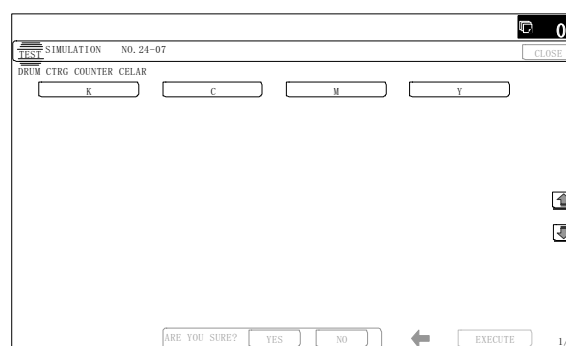 0
TEST SIMULATION NO. 24-07
CLOSE
DRUM CTRG COUNTER CELAR
K C M Y
ARE YOU SURE? YES NO EXECUTE 1/